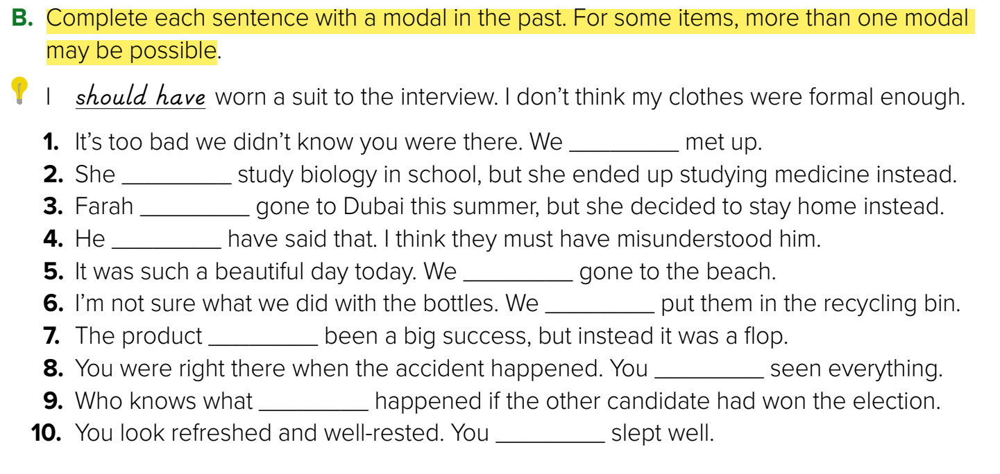 B. Complete each sentence with a modal in the past. For some items, more than one modal
may be possible.
I should have worn a suit to the interview. I don’t think my clothes were formal enough.
1. It’s too bad we didn’t know you were there. We _________ met up.
2. She _________ study biology in school, but she ended up studying medicine instead.
3. Farah _________ gone to Dubai this summer, but she decided to stay home instead.
4. He _________ have said that. I think they must have misunderstood him.
5. It was such a beautiful day today. We _________ gone to the beach.
6. I’m not sure what we did with the bottles. We _________ put them in the recycling bin.
7. The product _________ been a big success, but instead it was a flop.
8. You were right there when the accident happened. You _________ seen everything.
9. Who knows what _________ happened if the other candidate had won the election.
10. You look refreshed and well-rested. You _________ slept well.